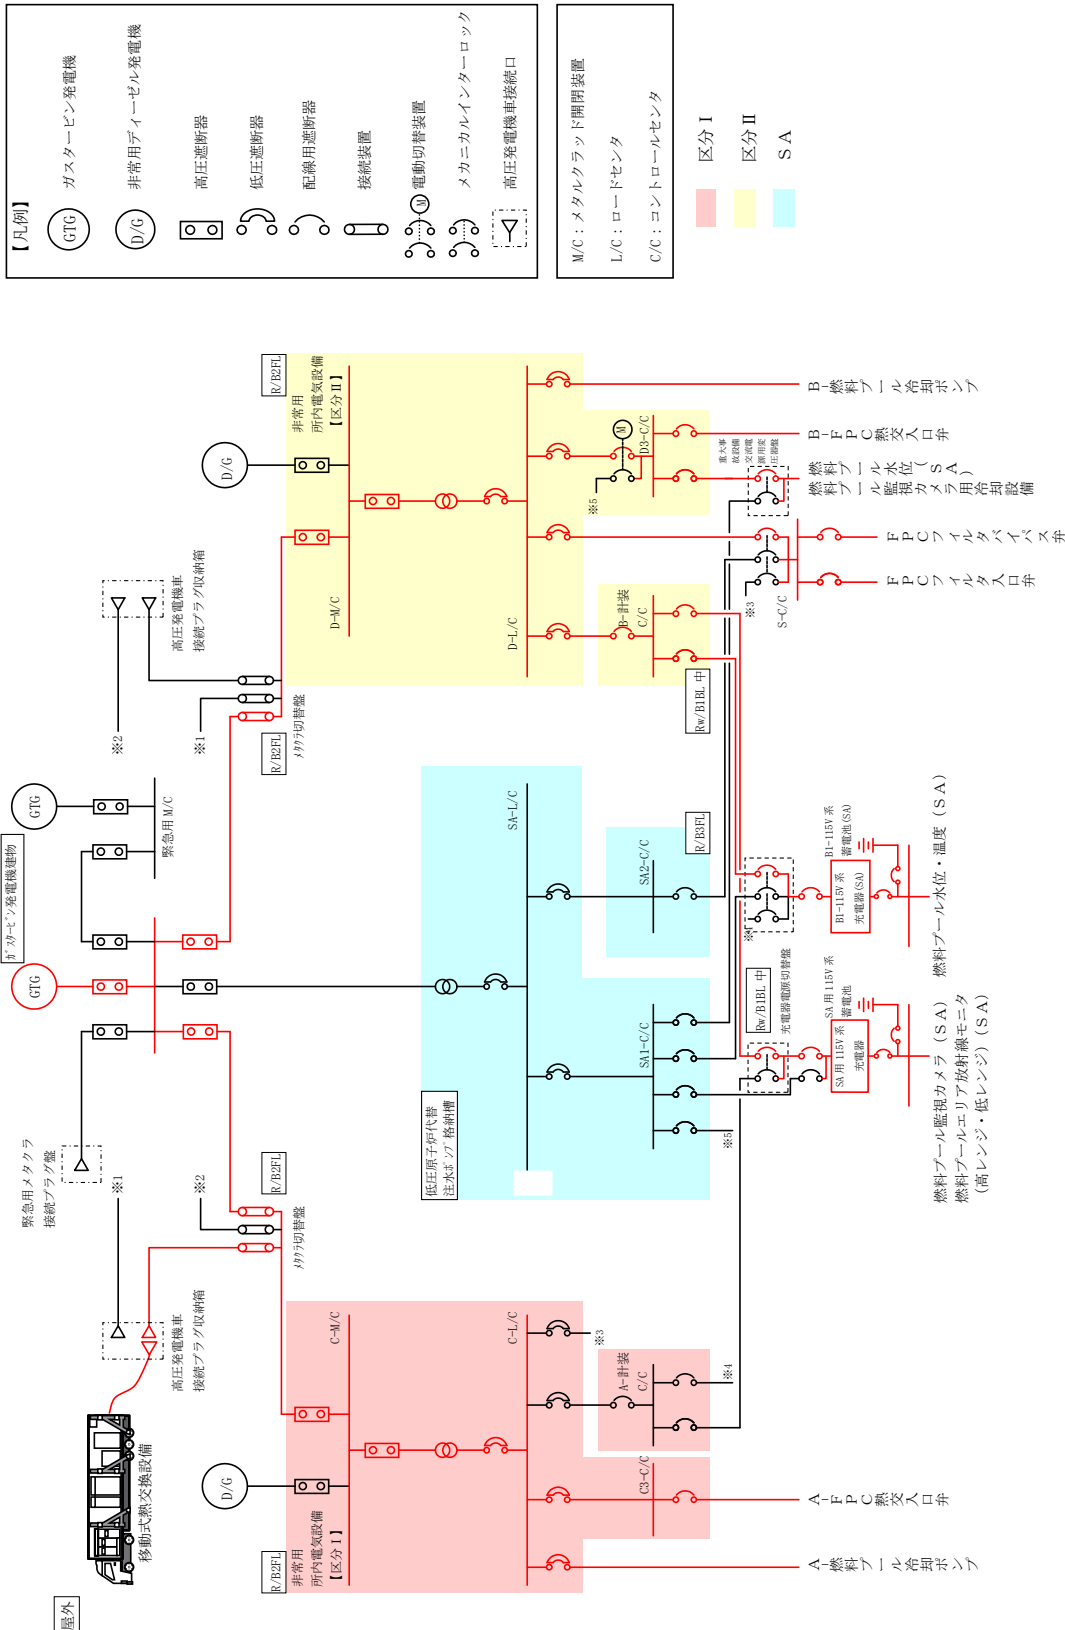 【凡例】
GTG
ガスタービン発電機
D/G
非常用ディーゼル発電機
高圧遮断器
低圧遮断器
配線用遮断器
接続装置
M
電動切替装置
メカニカルインターロック
高圧発電機車接続口
M/C：メタルクラッド開閉装置
L/C：ロードセンタ
C/C：コントロールセンタ
区分Ⅰ
区分Ⅱ
ＳＡ
屋外
移動式熱交換設備
高圧発電機車
接続プラグ収納箱
※1
緊急用メタクラ
接続プラグ盤
※2
R/B2FL
メタクラ切替盤
ガスタービン発電機建物
GTG
GTG
緊急用M/C
※2
※1
高圧発電機車
接続プラグ収納箱
R/B2FL
メタクラ切替盤
R/B2FL
非常用
所内電気設備
【区分Ⅰ】
D/G
C-M/C
C-L/C
※3
A-計装
C/C
※4
C3-C/C
A-燃料プール冷却ポンプ
A-FPC熱交入口弁
低圧原子炉代替
注水ポンプ格納槽
SA-L/C
SA1-C/C
※5
SA2-C/C
R/B3FL
R/B2FL
非常用
所内電気設備
【区分Ⅱ】
D/G
D-M/C
D-L/C
B-計装
C/C
Rw/B1BL 中
※5
M
D3-C/C
重大事
故設備
交流電
源用変
圧器盤
※3
S-C/C
B-燃料プール冷却ポンプ
B-FPC熱交入口弁
燃料プール水位（ＳＡ）
燃料プール監視カメラ用冷却設備
FPCフィルタバイパス弁
FPCフィルタ入口弁
※4
Rw/B1BL 中
充電器電源切替盤
B1-115V系
蓄電池(SA)
B1-115V系
充電器(SA)
燃料プール水位・温度（ＳＡ）
SA用115V系
蓄電池
SA用115V系
充電器
燃料プール監視カメラ（ＳＡ）
燃料プールエリア放射線モニタ
（高レンジ・低レンジ）（ＳＡ）